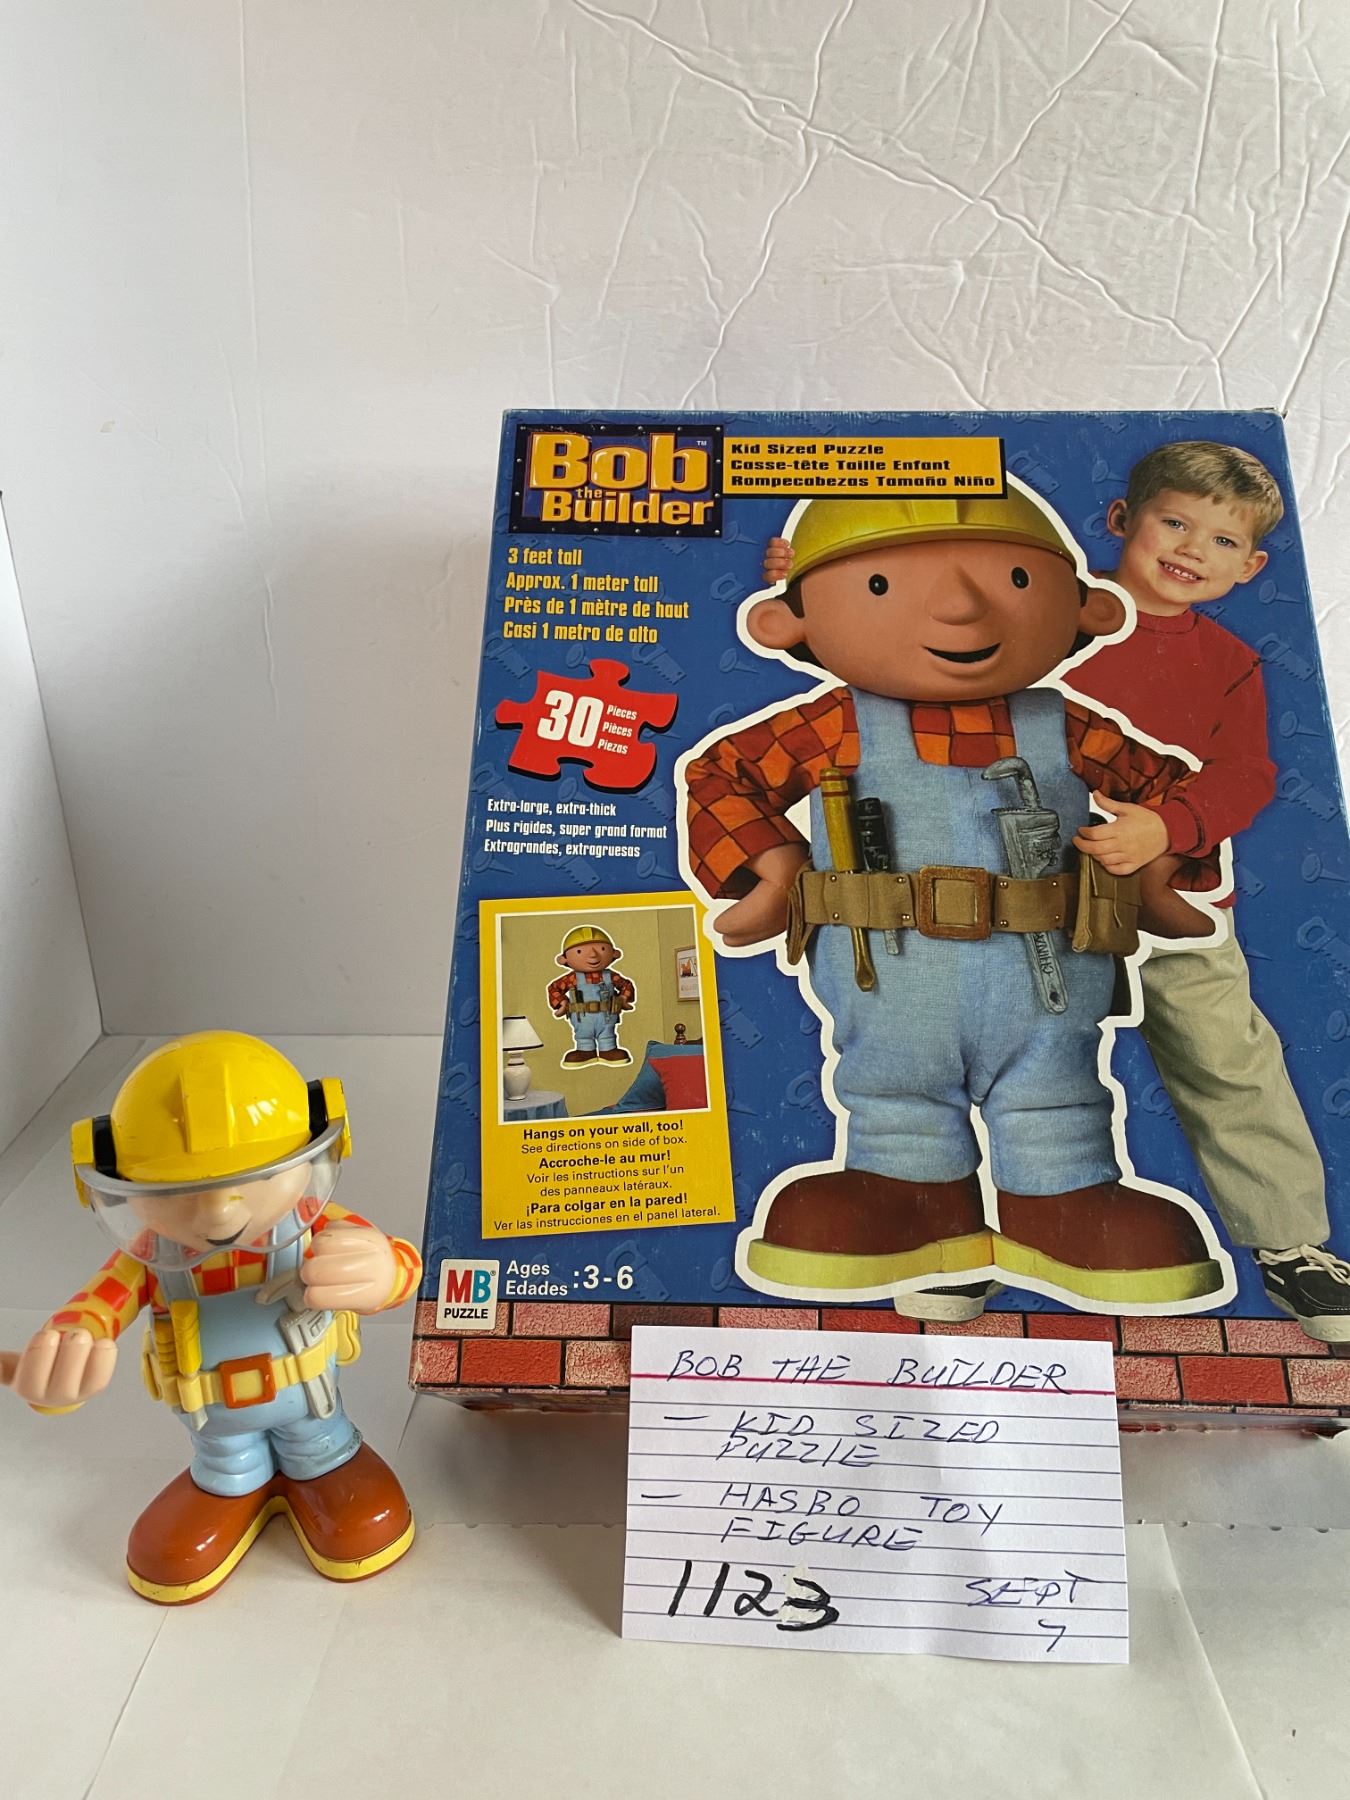 Bob
the
Builder
TM
Kid Sized Puzzle
Casse-tête Taille Enfant
Rompecabezas Tamaño Niño
3 feet tall
Approx. 1 meter tall
Près de 1 mètre de haut
Casi 1 metro de alto
30
Pieces
Pièces
Piezas
Extra-large, extra-thick
Plus rigides, super grand format
Extragrandes, extragruesas
Hangs on your wall, too!
See directions on side of box.
Accroche-le au mur!
Voir les instructions sur l'un
des panneaux latéraux.
¡Para colgar en la pared!
Ver las instrucciones en el panel lateral.
MB®
PUZZLE
Ages
Edades :3-6
BOB THE BUILDER
- KID SIZED
PUZZLE
- HASBO TOY
FIGURE
1123
SEPT
7